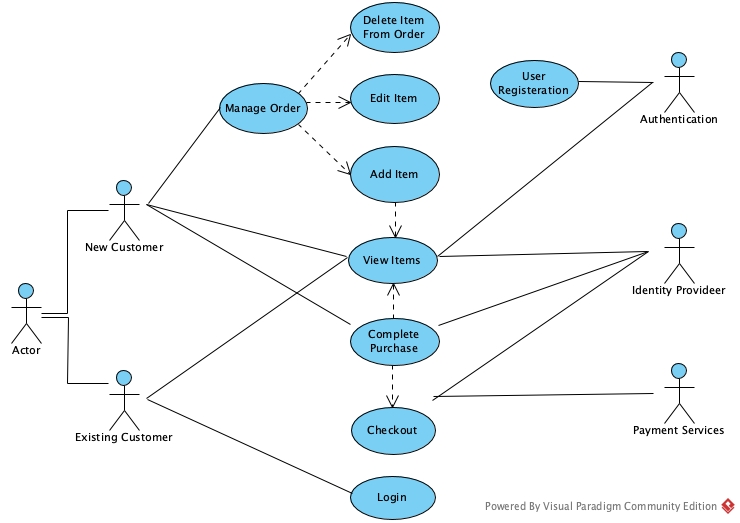 Delete Item
From Order
User
Registeration
Manage Order
Edit Item
Authentication
Add Item
New Customer
View Items
Identity Provideer
Actor
Complete
Purchase
Existing Customer
Checkout
Payment Services
Login
Powered By Visual Paradigm Community Edition